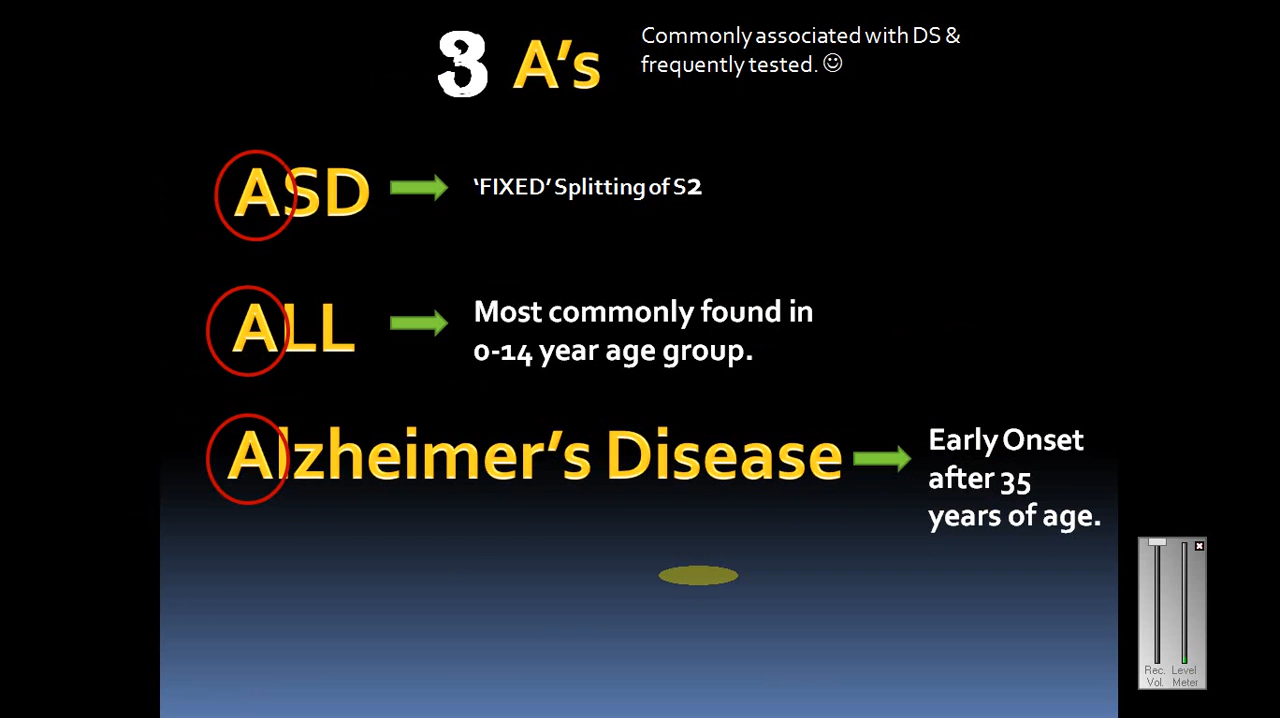 3 A's
Commonly associated with DS &
frequently tested. ☺
ASD
'FIXED' Splitting of S2
ALL
Most commonly found in
0-14 year age group.
Alzheimer's Disease
Early Onset
after 35
years of age.
Rec. Level
Vol. Meter